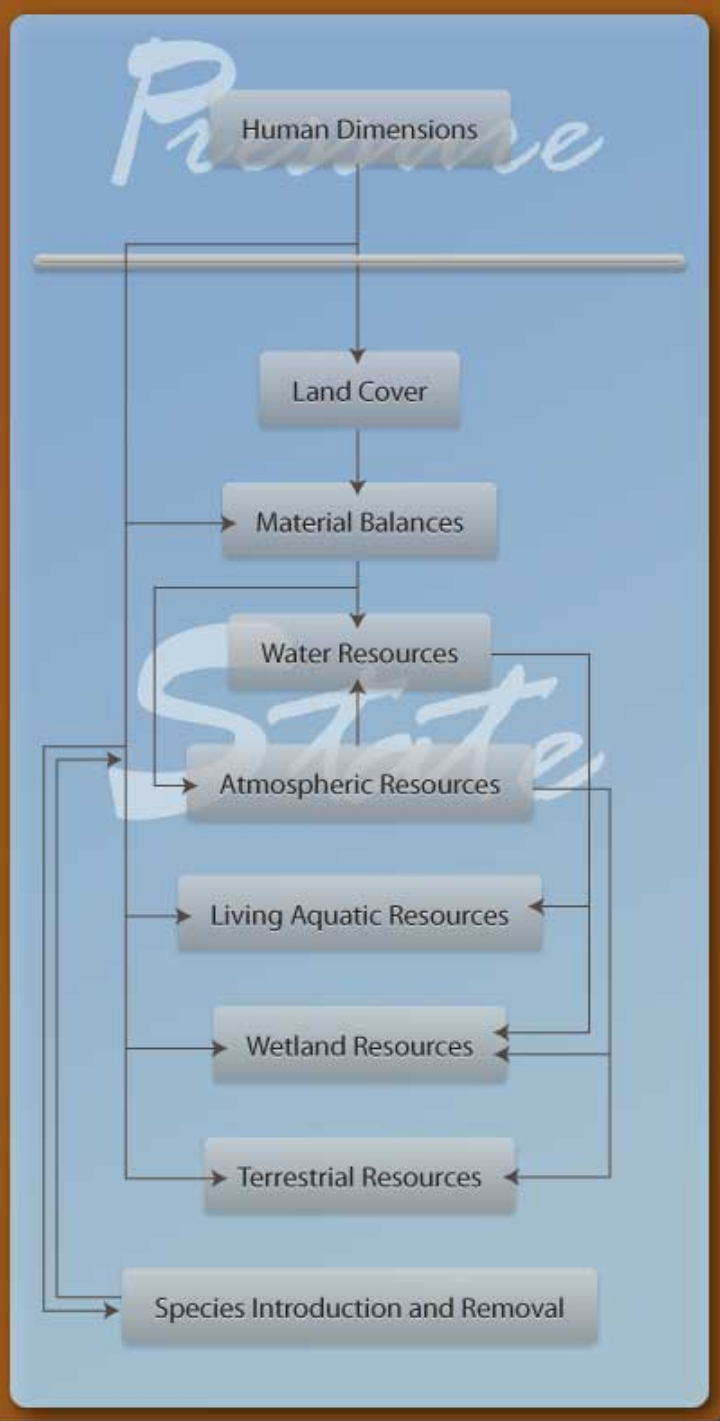 Pressure
Human Dimensions
Land Cover
Material Balances
Water Resources
State
Atmospheric Resources
Living Aquatic Resources
Wetland Resources
Terrestrial Resources
Species Introduction and Removal